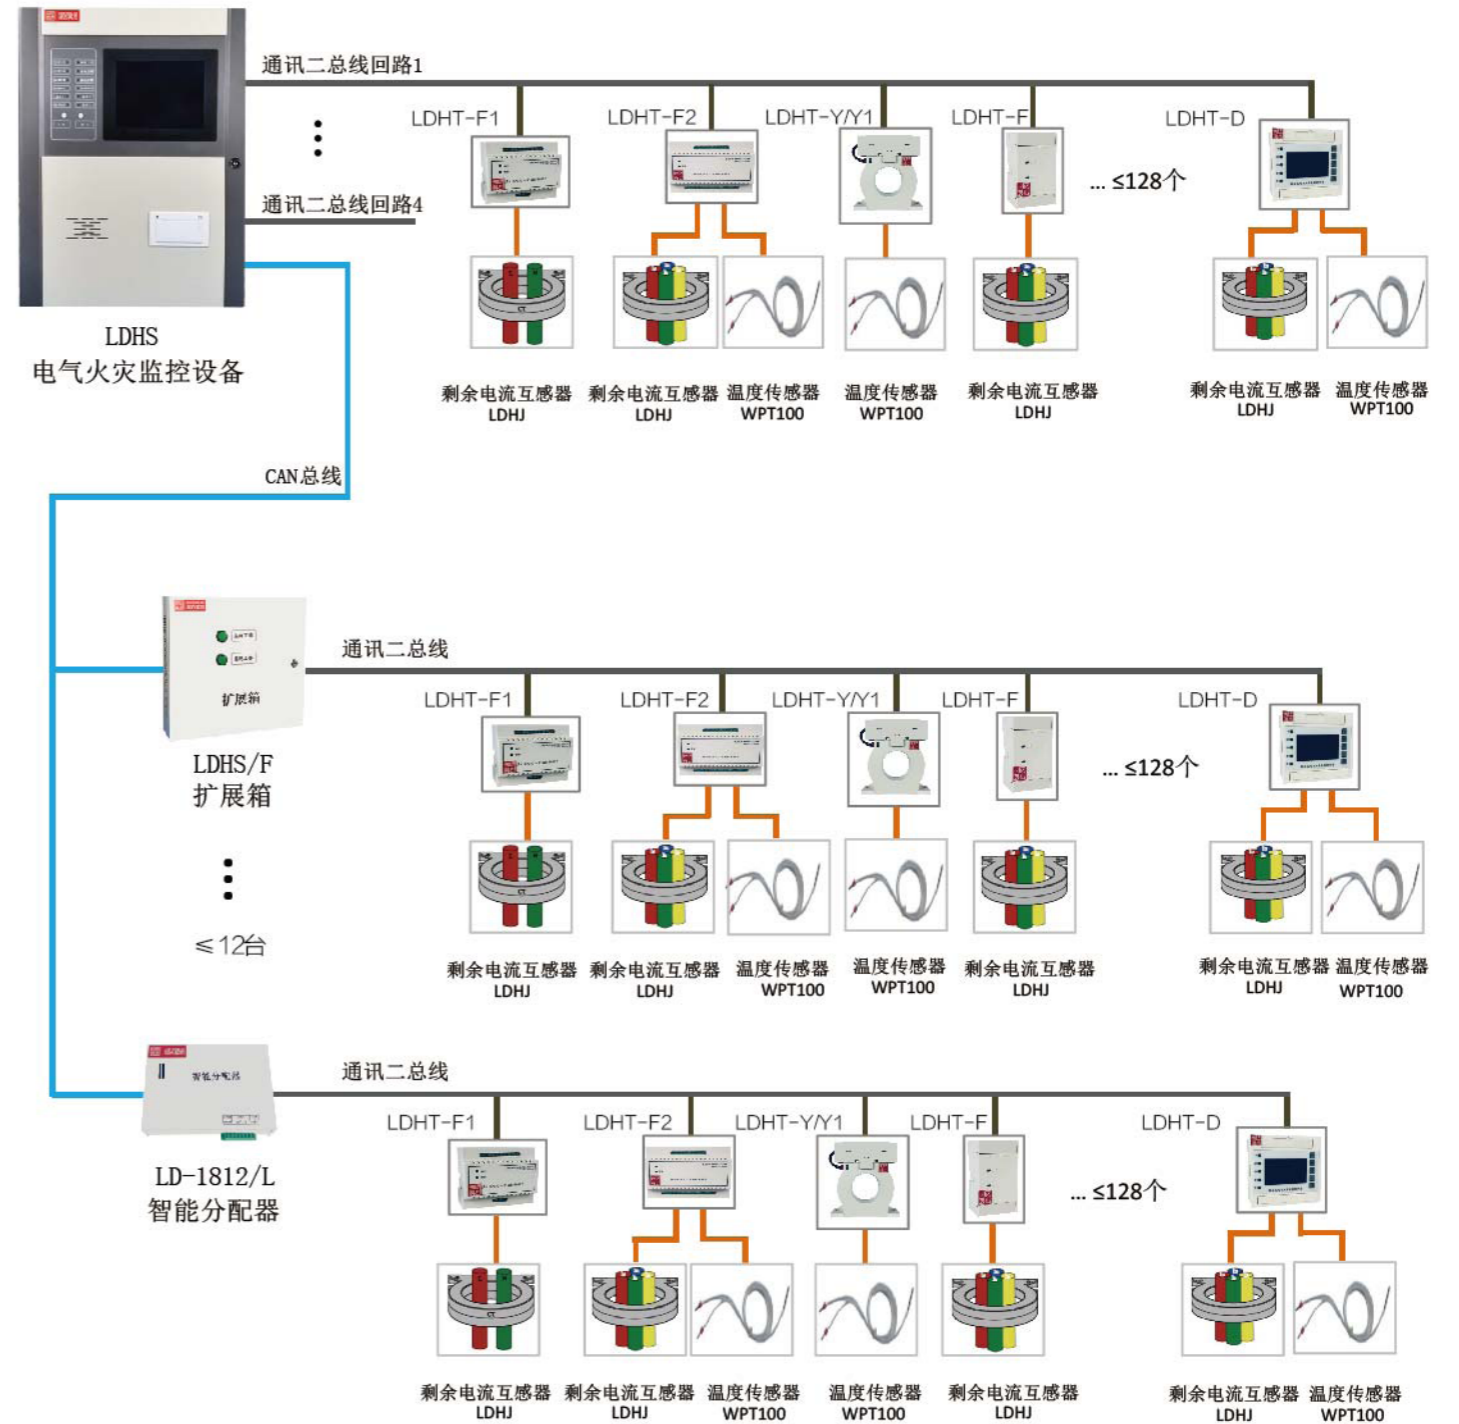 通讯二总线回路1
LDHT-F1
LDHT-F2
LDHT-Y/Y1
LDHT-F
LDHT-D
... ≤128个
通讯二总线回路4
LDHS
电气火灾监控设备
剩余电流互感器
LDHJ
剩余电流互感器
LDHJ
温度传感器
WPT100
温度传感器
WPT100
剩余电流互感器
LDHJ
剩余电流互感器
LDHJ
温度传感器
WPT100
CAN总线
扩展箱
LDHS/F
扩展箱
≤12台
通讯二总线
LDHT-F1
LDHT-F2
LDHT-Y/Y1
LDHT-F
LDHT-D
... ≤128个
CT
剩余电流互感器
LDHJ
剩余电流互感器
LDHJ
温度传感器
WPT100
温度传感器
WPT100
剩余电流互感器
LDHJ
剩余电流互感器
LDHJ
温度传感器
WPT100
智能分配器
LD-1812/L
智能分配器
通讯二总线
LDHT-F1
LDHT-F2
LDHT-Y/Y1
LDHT-F
LDHT-D
... ≤128个
CT
剩余电流互感器
LDHJ
剩余电流互感器
LDHJ
温度传感器
WPT100
温度传感器
WPT100
剩余电流互感器
LDHJ
剩余电流互感器
LDHJ
温度传感器
WPT100